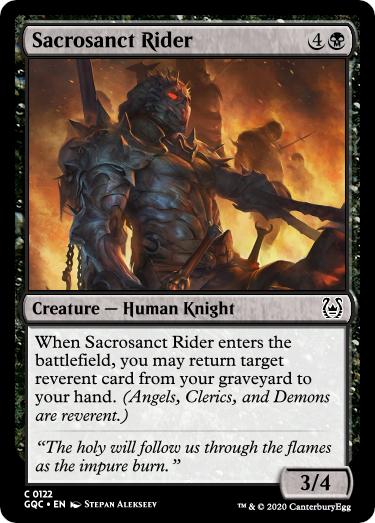 Sacrosanct Rider 4
Creature — Human Knight
When Sacrosanct Rider enters the
battlefield, you may return target
reverent card from your graveyard to
your hand. (Angels, Clerics, and Demons
are reverent.)
“The holy will follow us through the flames
as the impure burn.”
3/4
C 0122
GQC • EN Stepan Alekseev
™ & © 2020 CanterburyEgg